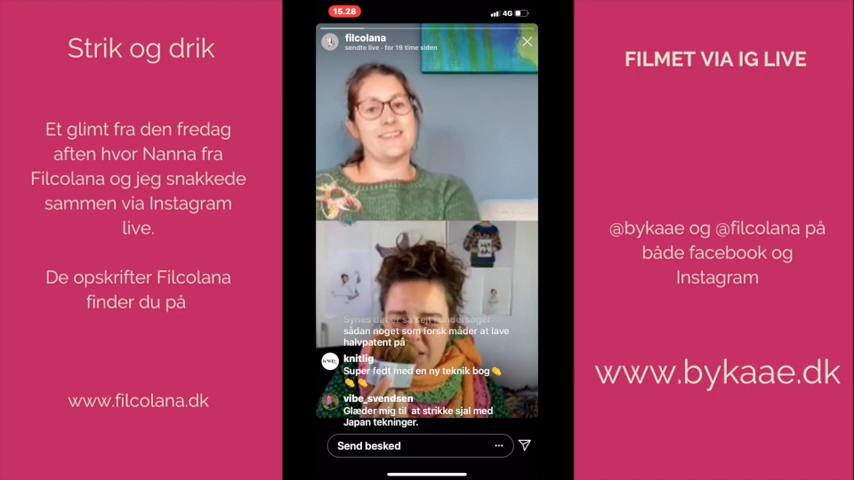 Strik og drik
Et glimt fra den fredag
aften hvor Nanna fra
Filcolana og jeg snakkede
sammen via Instagram
live.
De opskrifter Filcolana
finder du på
www.filcolana.dk
15.28
4G
filcolana
sendte live · for 19 time siden
sådan noget som forsk måder at lave
halvpatent på
knitlig
Super fedt med en ny teknik bog 👏
👏👏
vibe_svendsen
Glæder mig til at strikke sjal med
Japan tekninger.
Send besked
FILMET VIA IG LIVE
@bykaae og @filcolana på
både facebook og
Instagram
www.bykaae.dk